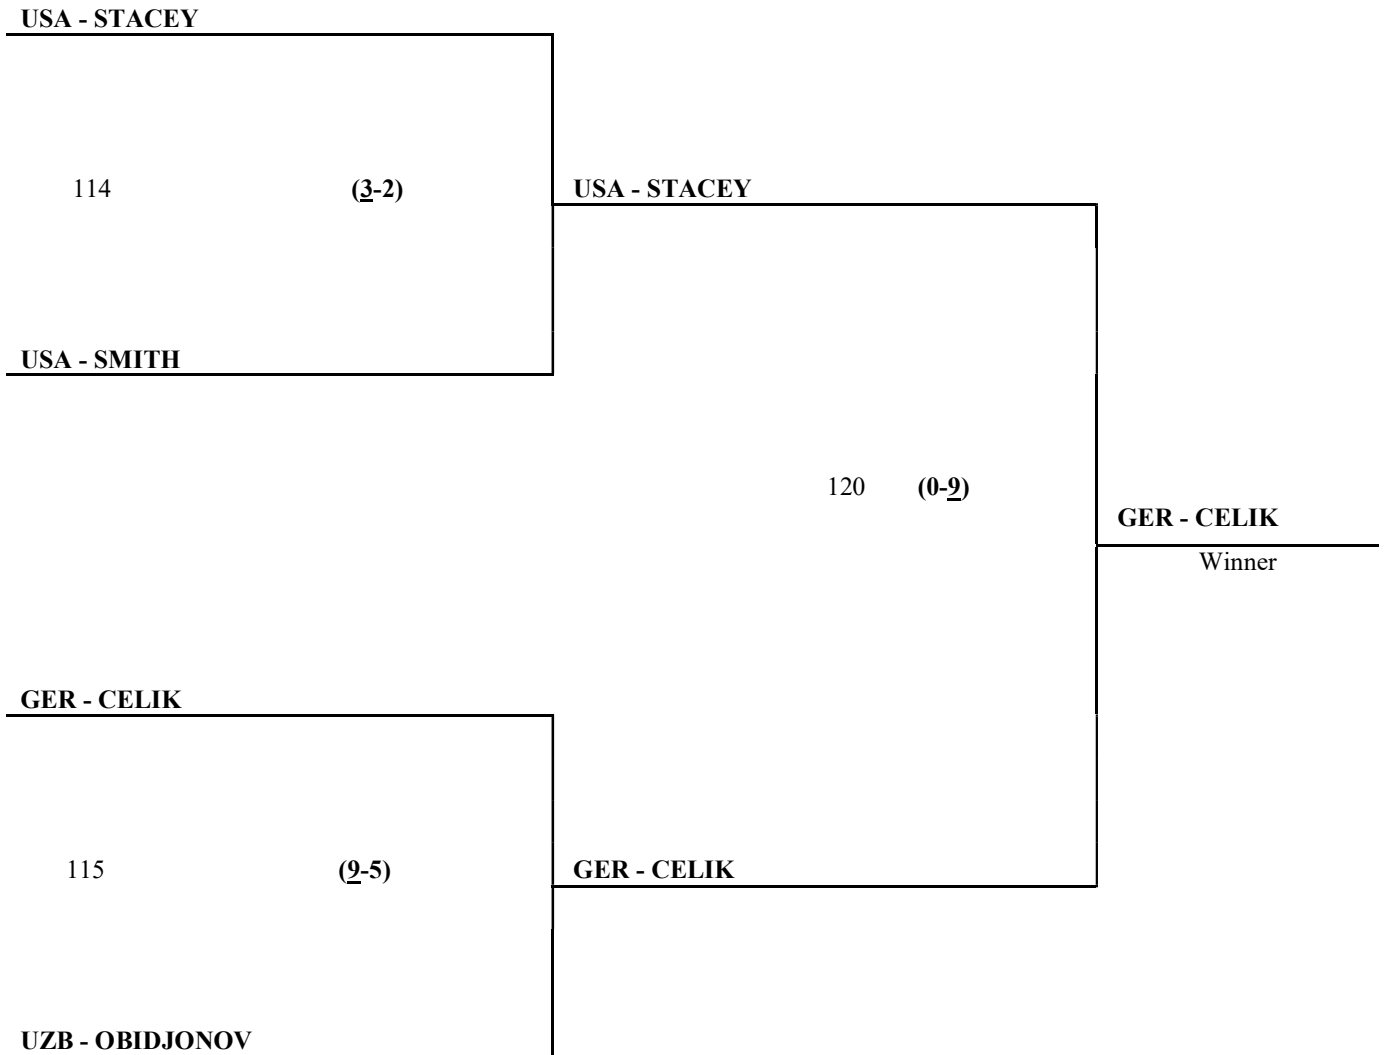 USA - STACEY
114 (3-2) USA - STACEY
USA - SMITH
120 (0-9)
GER - CELIK
Winner
GER - CELIK
115 (9-5) GER - CELIK
UZB - OBIDJONOV